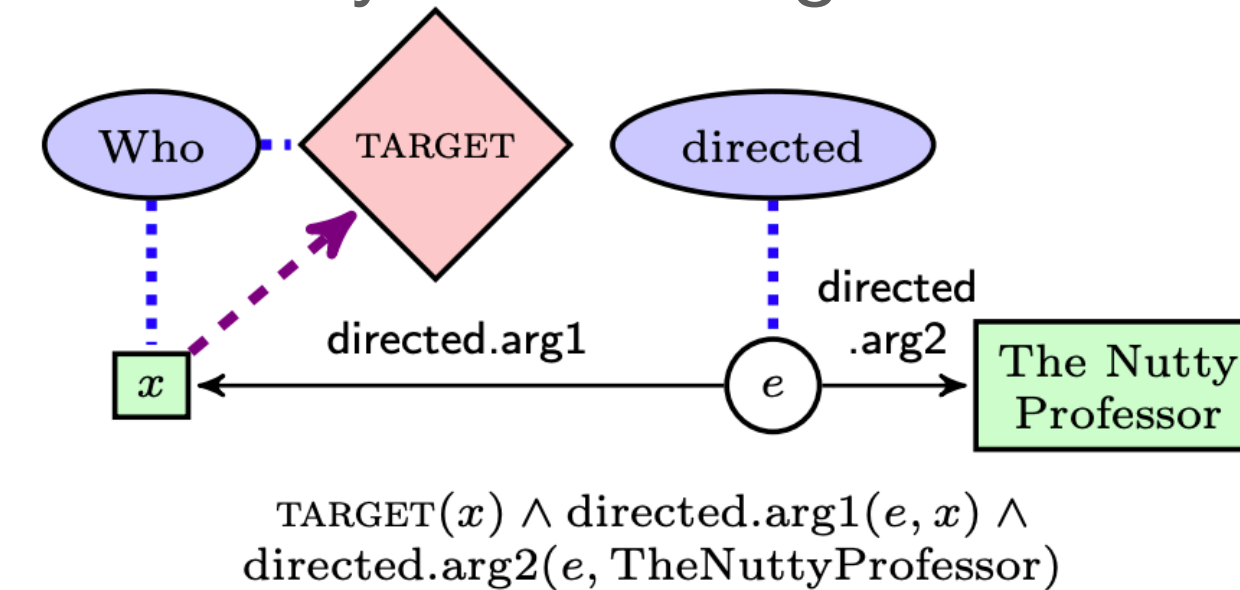 Who
TARGET
directed
directed
.arg2
directed.arg1
x
e
The Nutty
Professor
TARGET(x) ∧ directed.arg1(e, x) ∧
directed.arg2(e, TheNuttyProfessor)